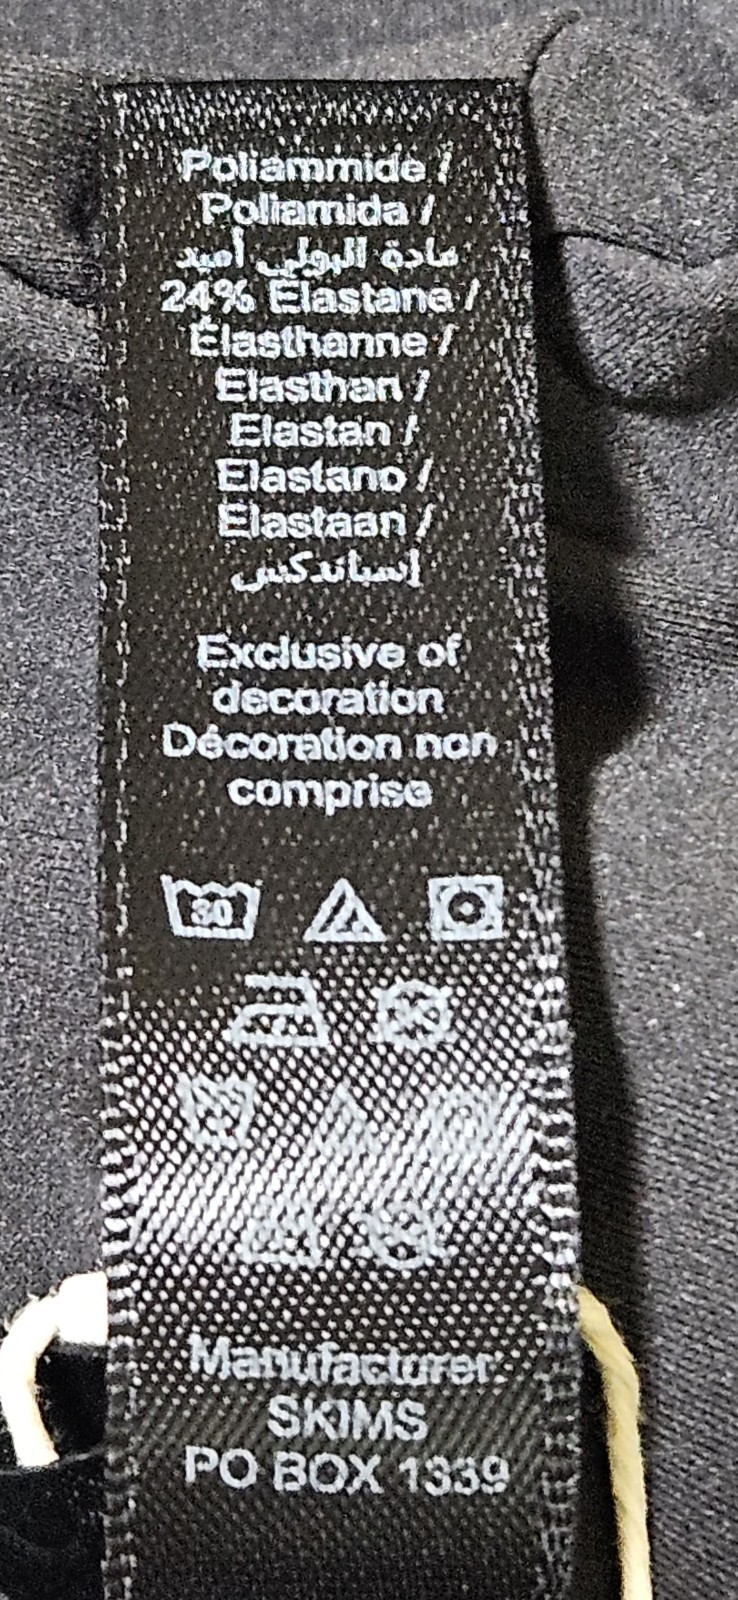 Poliammide /
Poliamida /
مادة البولي أميد
24% Elastane /
Élasthanne /
Elasthan /
Elastan /
Elastano /
Elastaan /
إسباندكس
Exclusive of
decoration
Décoration non
comprise
30
Manufacturer:
SKIMS
PO BOX 1339